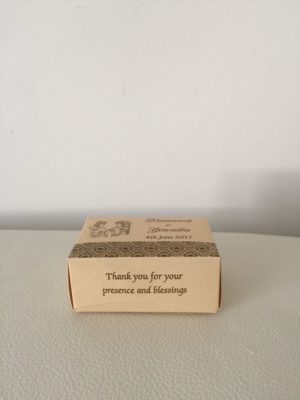 &
4th June 2017
Thank you for your
presence and blessings